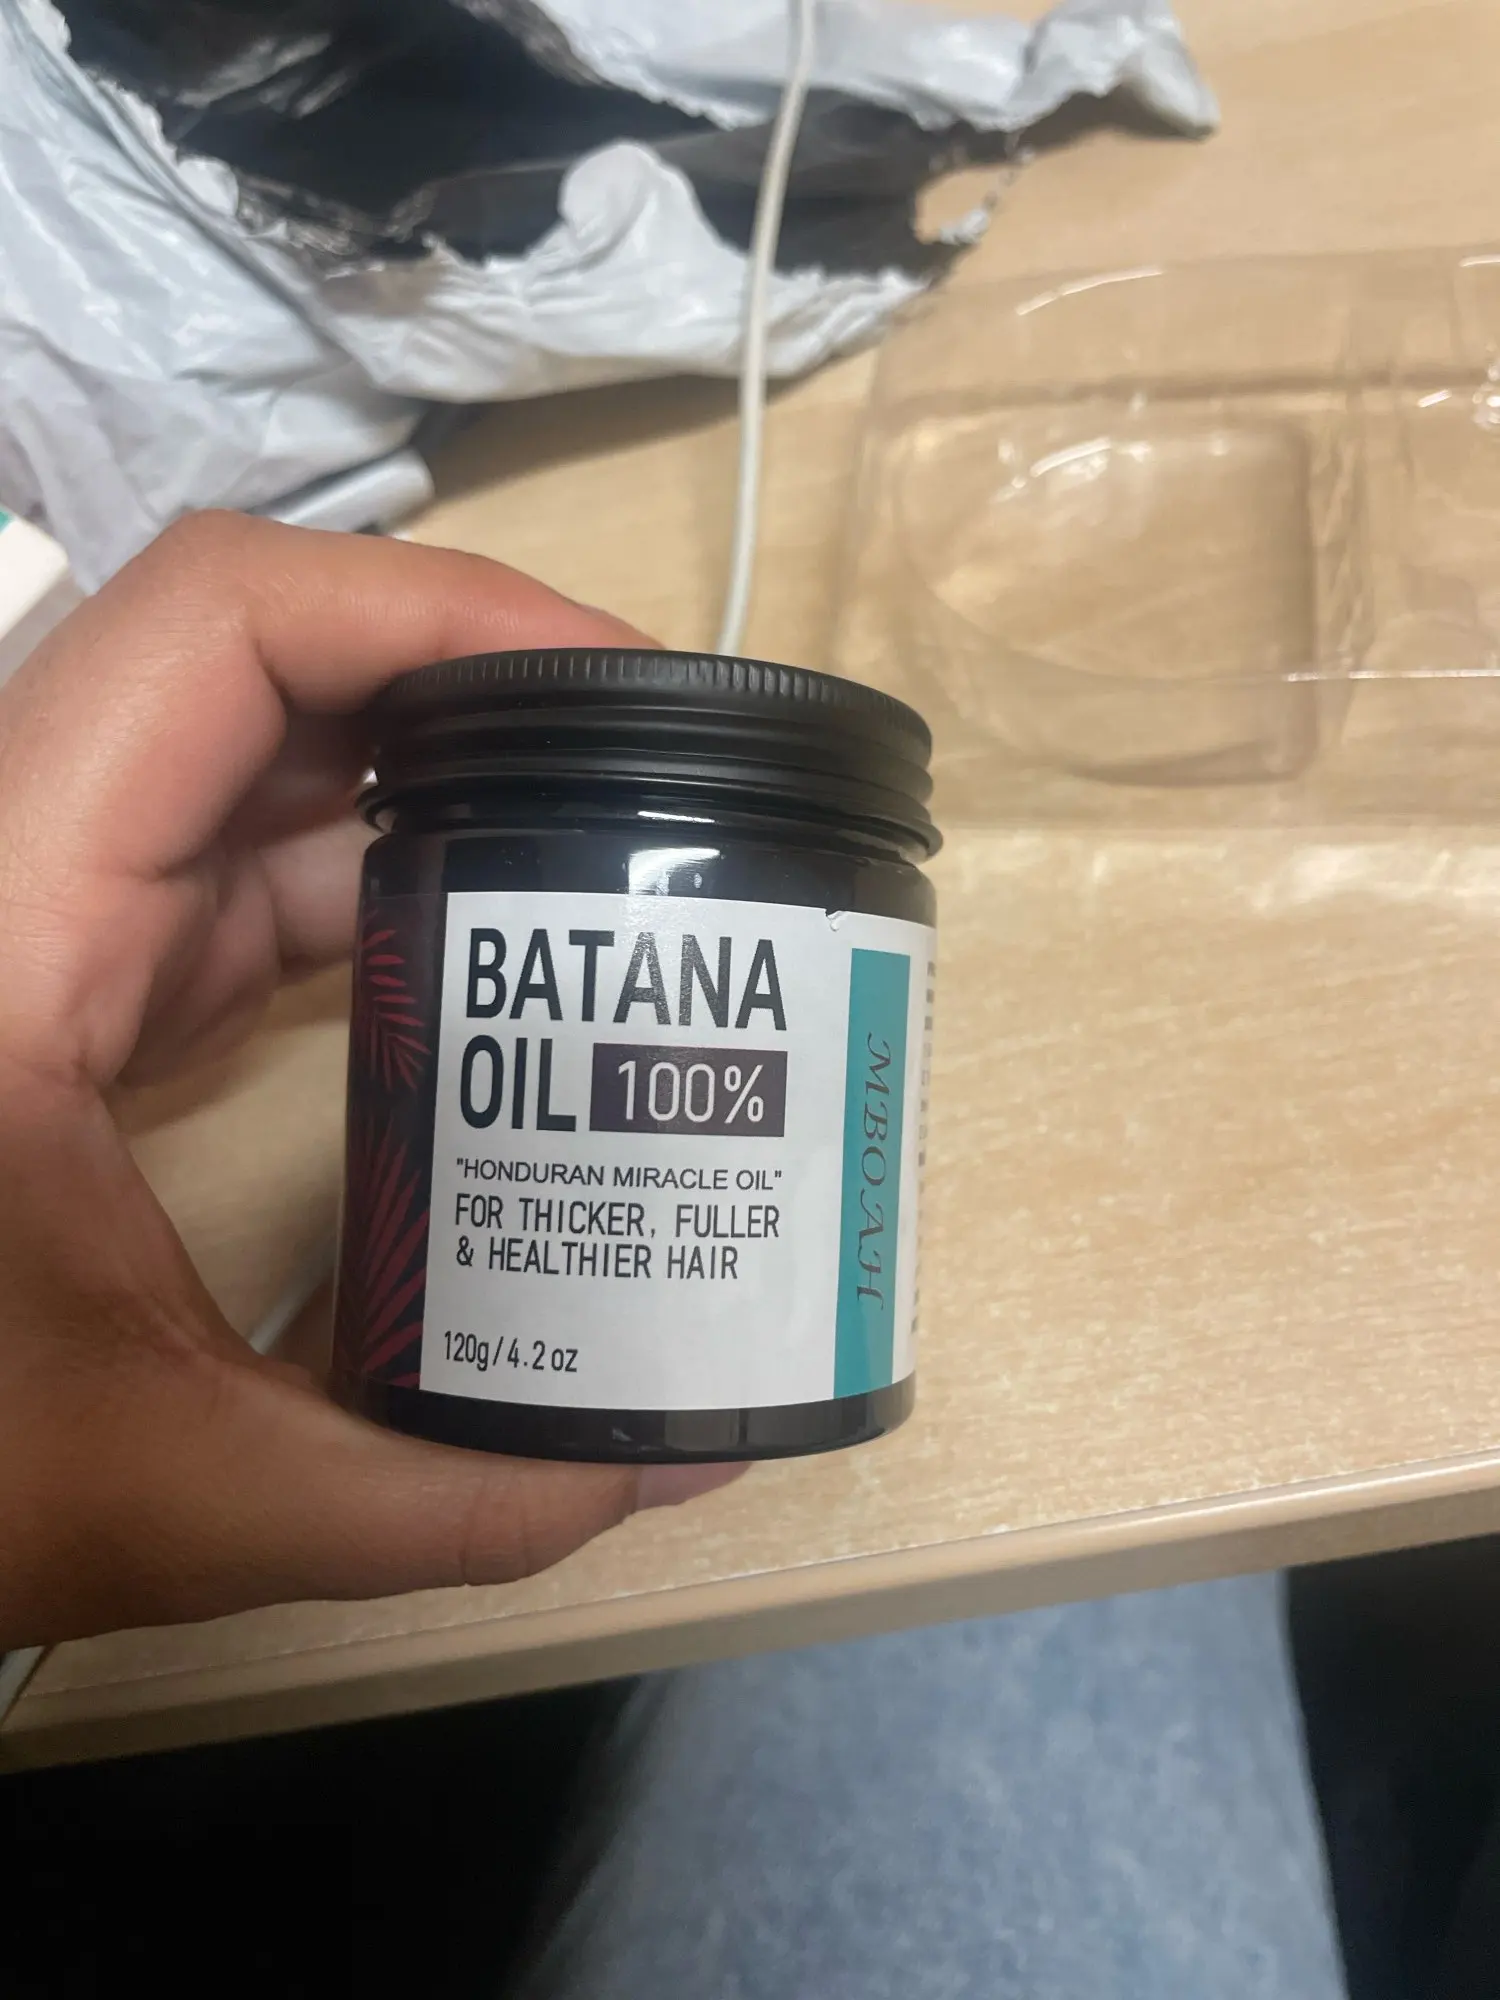 BATANA
OIL 100%
"HONDURAN MIRACLE OIL"
FOR THICKER, FULLER
& HEALTHIER HAIR
120g/4.2 oz
MBOAH